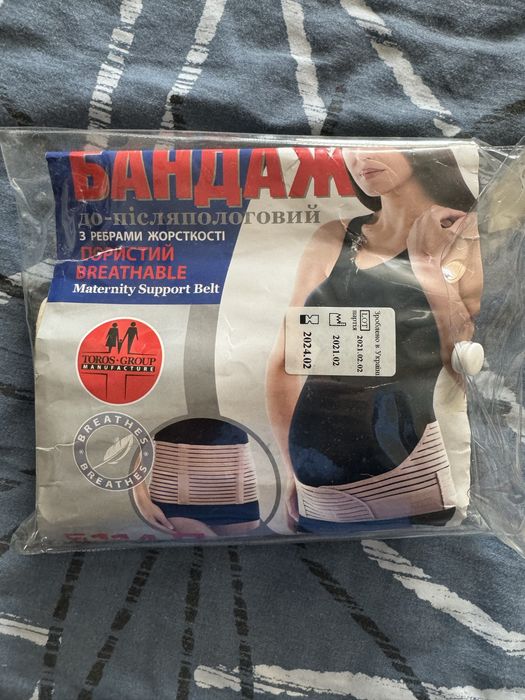 БАНДАЖ
до-післяпологовий
З РЕБРАМИ ЖОРСТКОСТІ
ПОРИСТИЙ
BREATHABLE
Maternity Support Belt
TOROS-GROUP
MANUFACTURE
BREATHES
BREATHES
Зроблено в Україні
партія
LOT 2021.02.02
2021.02
2024.02